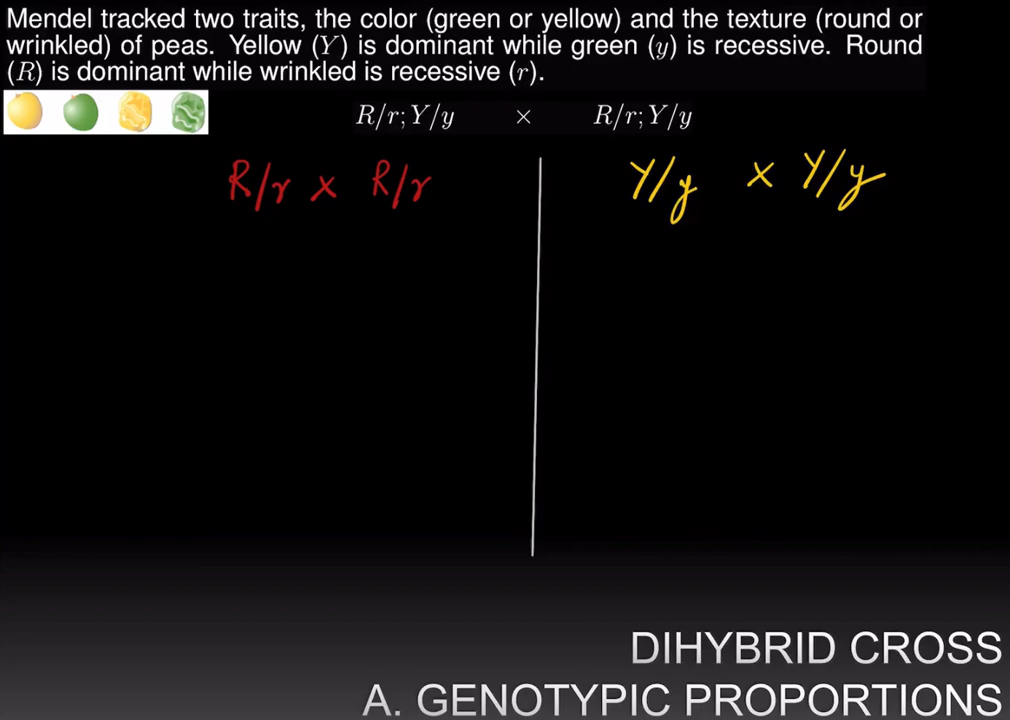 Mendel tracked two traits, the color (green or yellow) and the texture (round or
wrinkled) of peas. Yellow (Y) is dominant while green (y) is recessive. Round
(R) is dominant while wrinkled is recessive (r).
R/r; Y/y × R/r; Y/y
R/r × R/r
Y/y × Y/y
DIHYBRID CROSS
A. GENOTYPIC PROPORTIONS